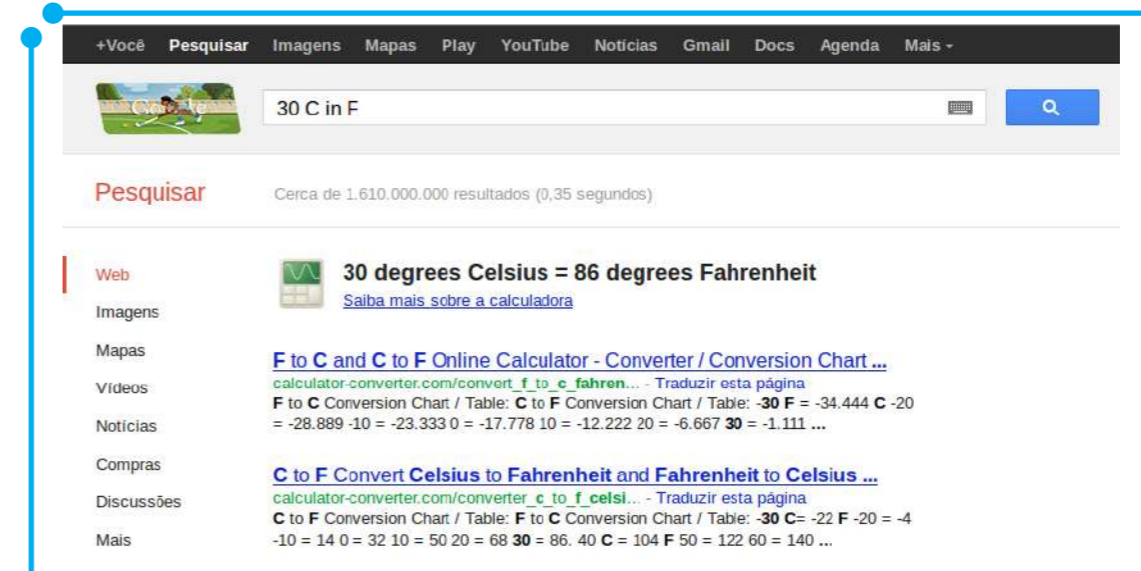 +Você Pesquisar Imagens Mapas Play YouTube Notícias Gmail Docs Agenda Mais
Google
30 C in F
Pesquisar
Cerca de 1.610.000.000 resultados (0,35 segundos)
Web
Imagens
Mapas
Vídeos
Notícias
Compras
Discussões
Mais
30 degrees Celsius = 86 degrees Fahrenheit
Saiba mais sobre a calculadora
F to C and C to F Online Calculator - Converter / Conversion Chart ...
calculator-converter.com/convert_f_to_c_fahren... - Traduzir esta página
F to C Conversion Chart / Table: C to F Conversion Chart / Table: -30 F = -34.444 C -20
= -28.889 -10 = -23.333 0 = -17.778 10 = -12.222 20 = -6.667 30 = -1.111 ...
C to F Convert Celsius to Fahrenheit and Fahrenheit to Celsius ...
calculator-converter.com/converter_c_to_f_celsi... - Traduzir esta página
C to F Conversion Chart / Table: F to C Conversion Chart / Table: -30 C= -22 F -20 = -4
-10 = 14 0 = 32 10 = 50 20 = 68 30 = 86. 40 C = 104 F 50 = 122 60 = 140 ...